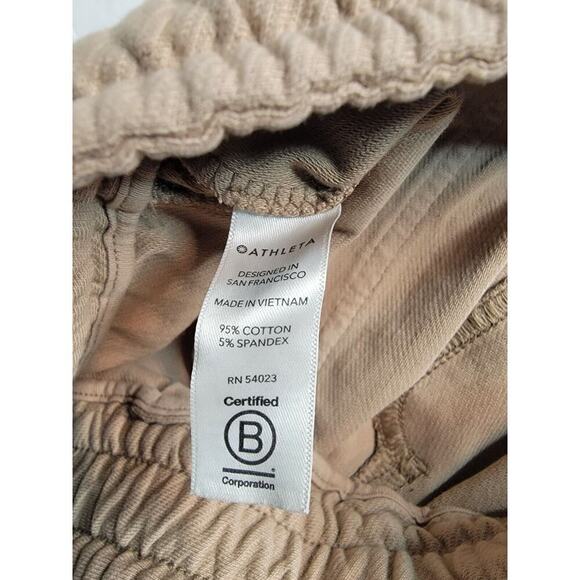 ATHLETA
DESIGNED IN
SAN FRANCISCO
MADE IN VIETNAM
95% COTTON
5% SPANDEX
RN 54023
Certified
B
Corporation